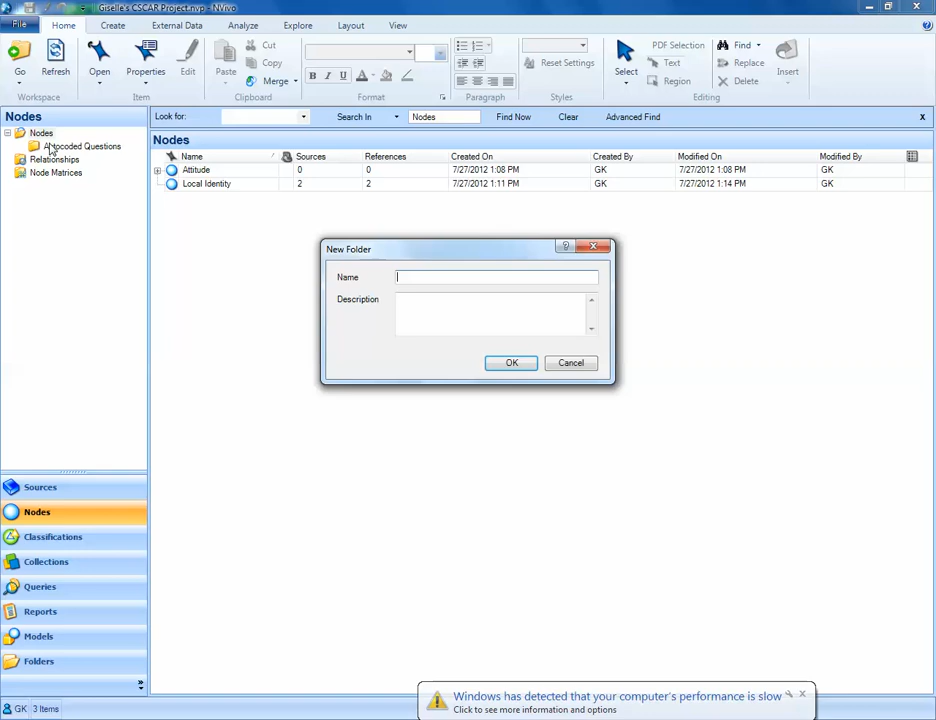 Giselle's CSCAR Project.nvp - NVivo
File Home Create External Data Analyze Explore Layout View
Go Refresh Open Properties Edit Paste Cut Copy Merge
B I U
Reset Settings
Select PDF Selection Text Region Find Replace Delete Insert
Workspace Item Clipboard Format Paragraph Styles Editing
Nodes
Look for: Search In Nodes Find Now Clear Advanced Find x
Nodes
Autocoded Questions
Relationships
Node Matrices
Nodes
Name Sources References Created On Created By Modified On Modified By
Attitude 0 0 7/27/2012 1:08 PM GK 7/27/2012 1:08 PM GK
Local Identity 2 2 7/27/2012 1:11 PM GK 7/27/2012 1:14 PM GK
New Folder
Name
Description
OK Cancel
Sources
Nodes
Classifications
Collections
Queries
Reports
Models
Folders
GK 3 Items
Windows has detected that your computer's performance is slow
Click to see more information and options